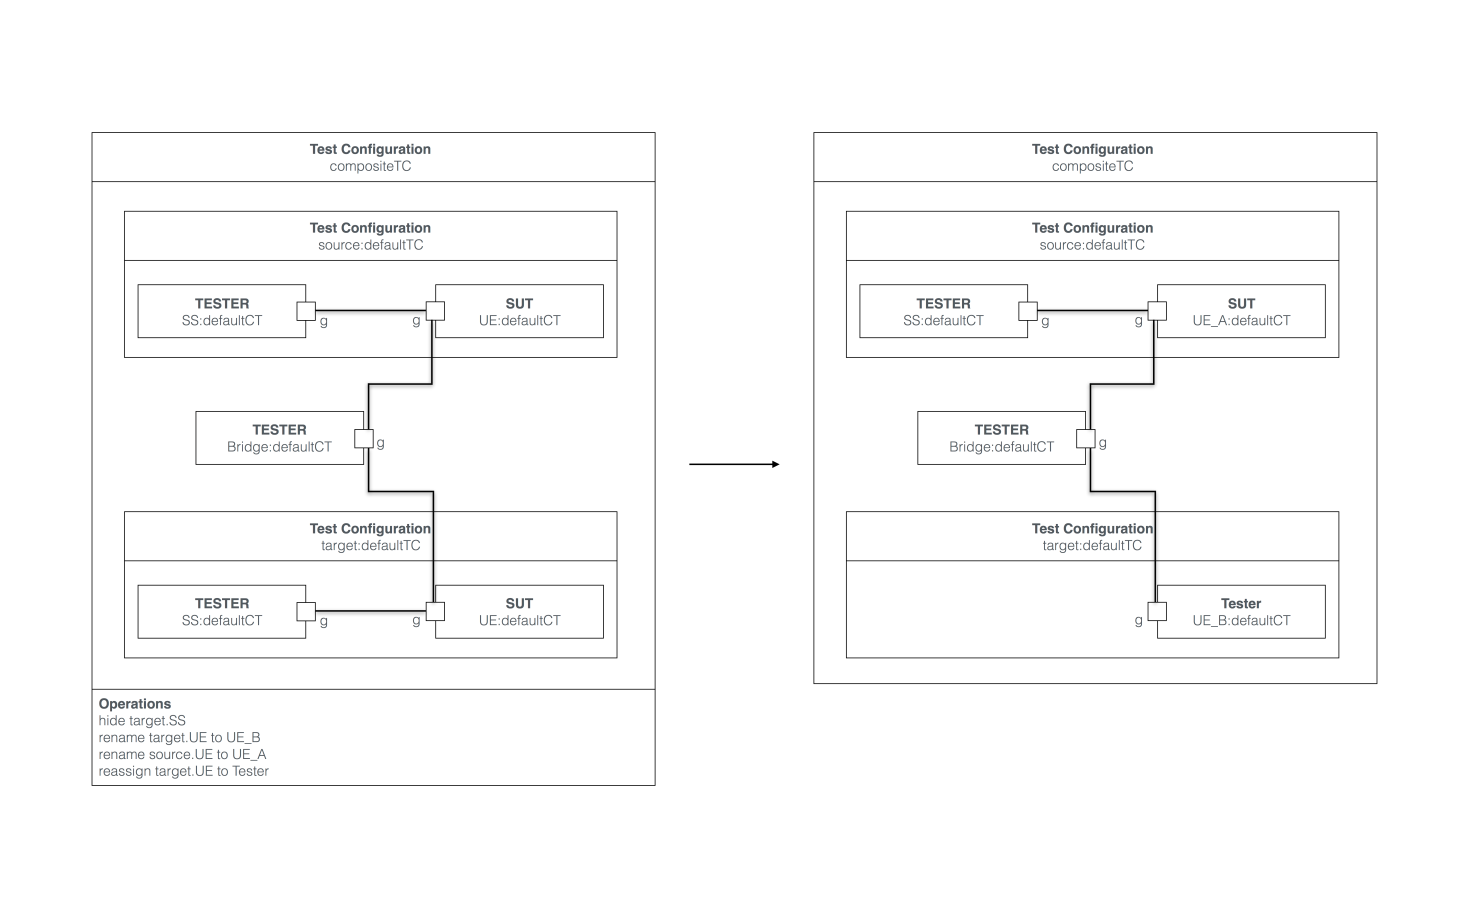 Test Configuration
compositeTC
Test Configuration
source:defaultTC
TESTER
SS:defaultCT
g
g
SUT
UE:defaultCT
TESTER
Bridge:defaultCT
g
Test Configuration
target:defaultTC
TESTER
SS:defaultCT
g
g
SUT
UE:defaultCT
Operations
hide target.SS
rename target.UE to UE_B
rename source.UE to UE_A
reassign target.UE to Tester
Test Configuration
compositeTC
Test Configuration
source:defaultTC
TESTER
SS:defaultCT
g
g
SUT
UE_A:defaultCT
TESTER
Bridge:defaultCT
g
Test Configuration
target:defaultTC
g
Tester
UE_B:defaultCT